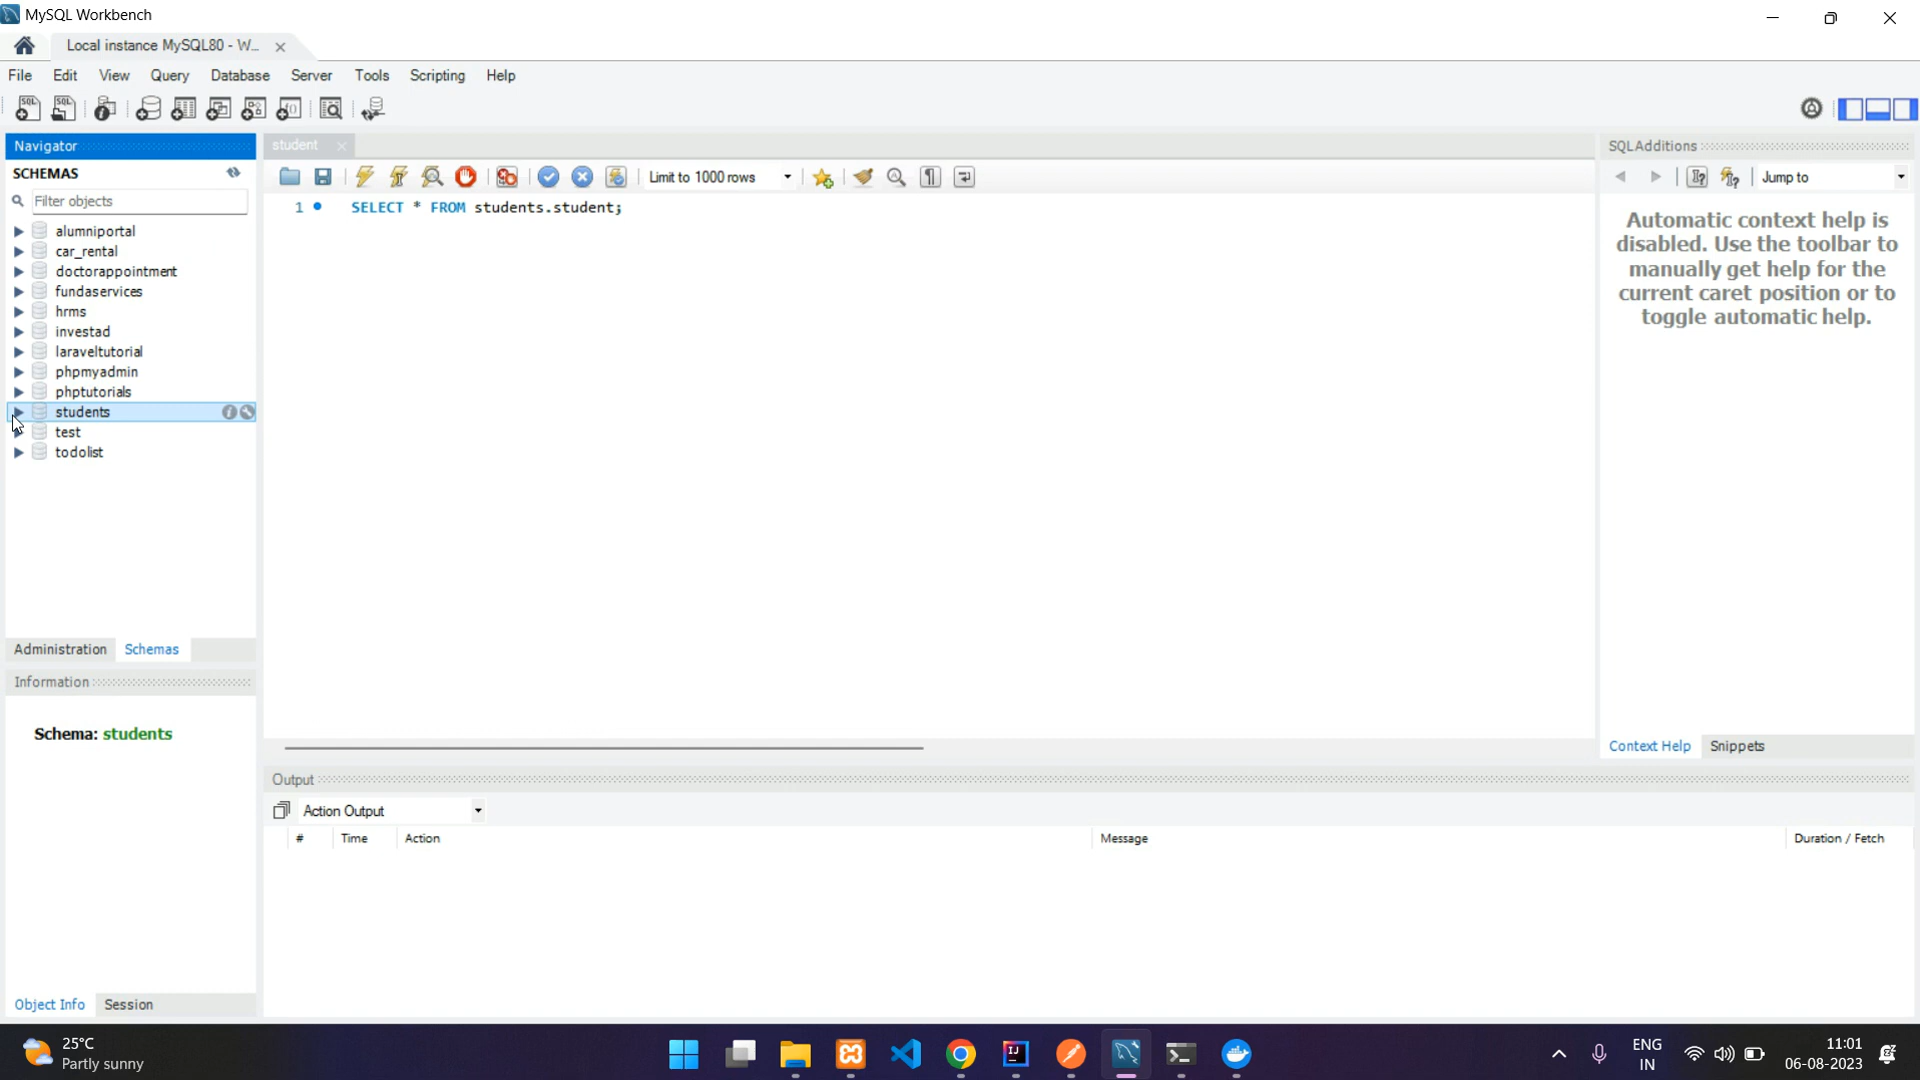 MySQL Workbench
Local instance MySQL80 - W...
File Edit View Query Database Server Tools Scripting Help
Navigator
SCHEMAS
Filter objects
alumniportal
car_rental
doctorappointment
fundaservices
hrms
investad
laraveltutorial
phpmyadmin
phptutorials
students
test
todolist
Administration Schemas
Information
Schema: students
Object Info Session
student
Limit to 1000 rows
1 SELECT * FROM students.student;
Output
Action Output
# Time Action Message Duration / Fetch
SQLAdditions
Jump to
Automatic context help is
disabled. Use the toolbar to
manually get help for the
current caret position or to
toggle automatic help.
Context Help Snippets
25°C
Partly sunny
ENG
IN
11:01
06-08-2023